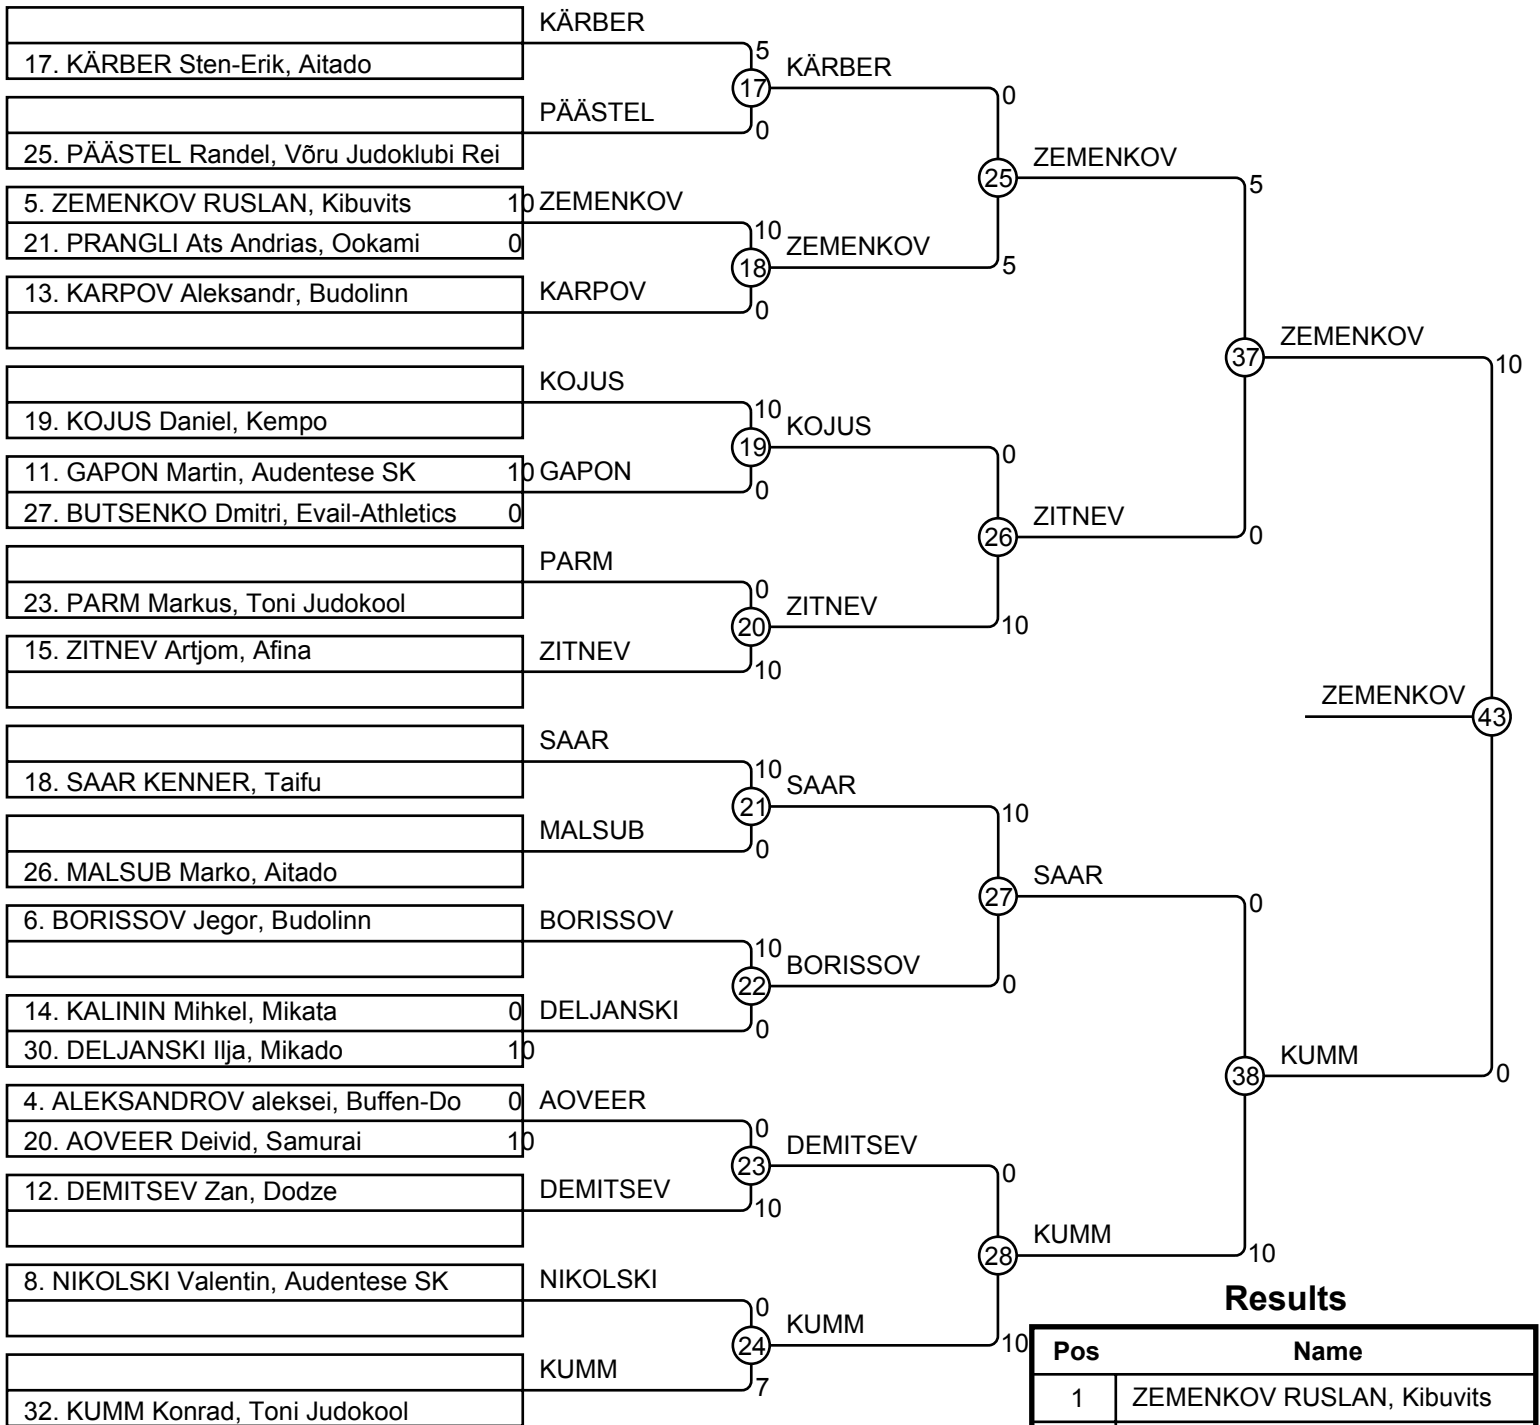 KÄRBER
17. KÄRBER Sten-Erik, Aitado
5
17
KÄRBER
0
PÄÄSTEL
0
25. PÄÄSTEL Randel, Võru Judoklubi Rei
25
ZEMENKOV
5
5. ZEMENKOV RUSLAN, Kibuvits 10
ZEMENKOV
21. PRANGLI Ats Andrias, Ookami 0
10
18
ZEMENKOV
5
13. KARPOV Aleksandr, Budolinn
KARPOV
0
37
ZEMENKOV
10
KOJUS
19. KOJUS Daniel, Kempo
10
19
KOJUS
0
11. GAPON Martin, Audentese SK 10
GAPON
27. BUTSENKO Dmitri, Evail-Athletics 0
0
26
ZITNEV
0
PARM
23. PARM Markus, Toni Judokool
0
20
ZITNEV
10
15. ZITNEV Artjom, Afina
ZITNEV
10
ZEMENKOV
43
SAAR
18. SAAR KENNER, Taifu
10
21
SAAR
10
MALSUB
0
26. MALSUB Marko, Aitado
27
SAAR
0
6. BORISSOV Jegor, Budolinn
BORISSOV
10
22
BORISSOV
0
14. KALININ Mihkel, Mikata 0
DELJANSKI
30. DELJANSKI Ilja, Mikado 10
0
38
KUMM
0
4. ALEKSANDROV aleksei, Buffen-Do 0
AOVEER
20. AOVEER Deivid, Samurai 10
0
23
DEMITSEV
0
12. DEMITSEV Zan, Dodze
DEMITSEV
10
28
KUMM
10
8. NIKOLSKI Valentin, Audentese SK
NIKOLSKI
0
24
KUMM
10
KUMM
7
32. KUMM Konrad, Toni Judokool
Results
Pos Name
1 ZEMENKOV RUSLAN, Kibuvits